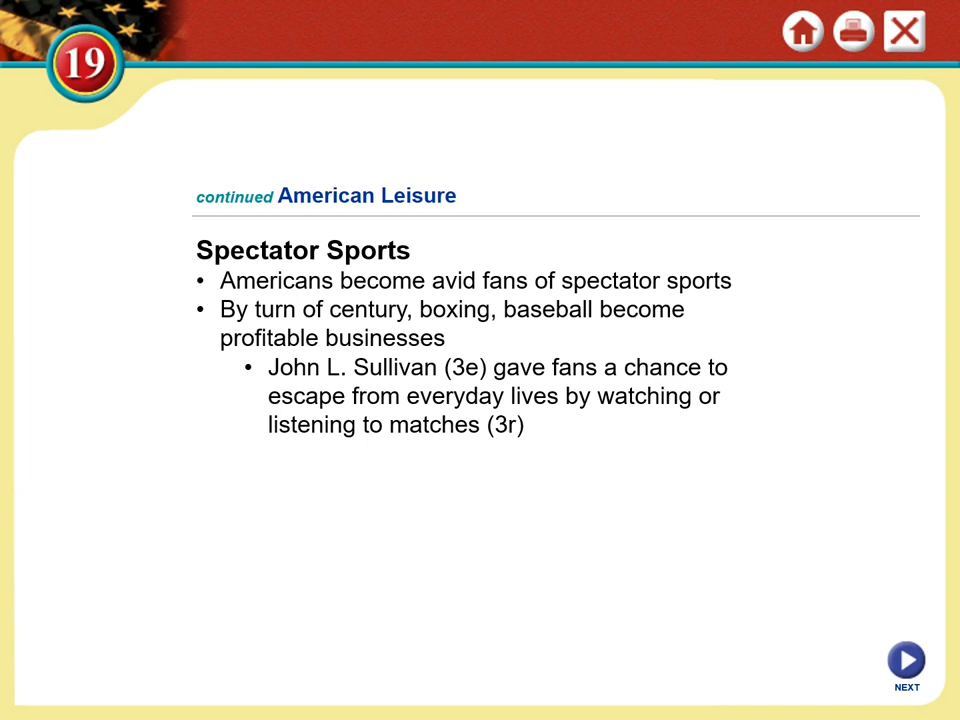 19
continued American Leisure
Spectator Sports
• Americans become avid fans of spectator sports
• By turn of century, boxing, baseball become
profitable businesses
• John L. Sullivan (3e) gave fans a chance to
escape from everyday lives by watching or
listening to matches (3r)
NEXT